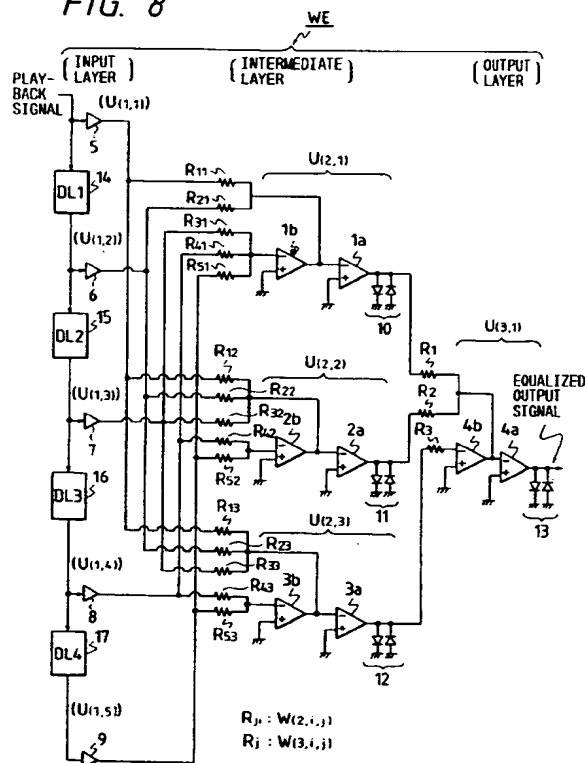 FIG. 8
WE
INPUT LAYER
INTERMEDIATE LAYER
OUTPUT LAYER
PLAY-BACK SIGNAL
(U(1,1))
5
DL1
14
R11
U(2,1)
R21
R31
1b
1a
R41
(U(1,2))
R51
6
10
15
DL2
R1
U(3,1)
R12
U(2,2)
R2
EQUALIZED OUTPUT SIGNAL
R22
(U(1,3))
R32
2b
2a
R3
4b
4a
R42
7
R52
16
11
13
DL3
R13
U(2,3)
R23
R33
(U(1,4))
R43
3b
3a
8
R53
17
DL4
12
(U(1,5))
Rji : W(2,i,j)
9
Rj : W(3,i,j)